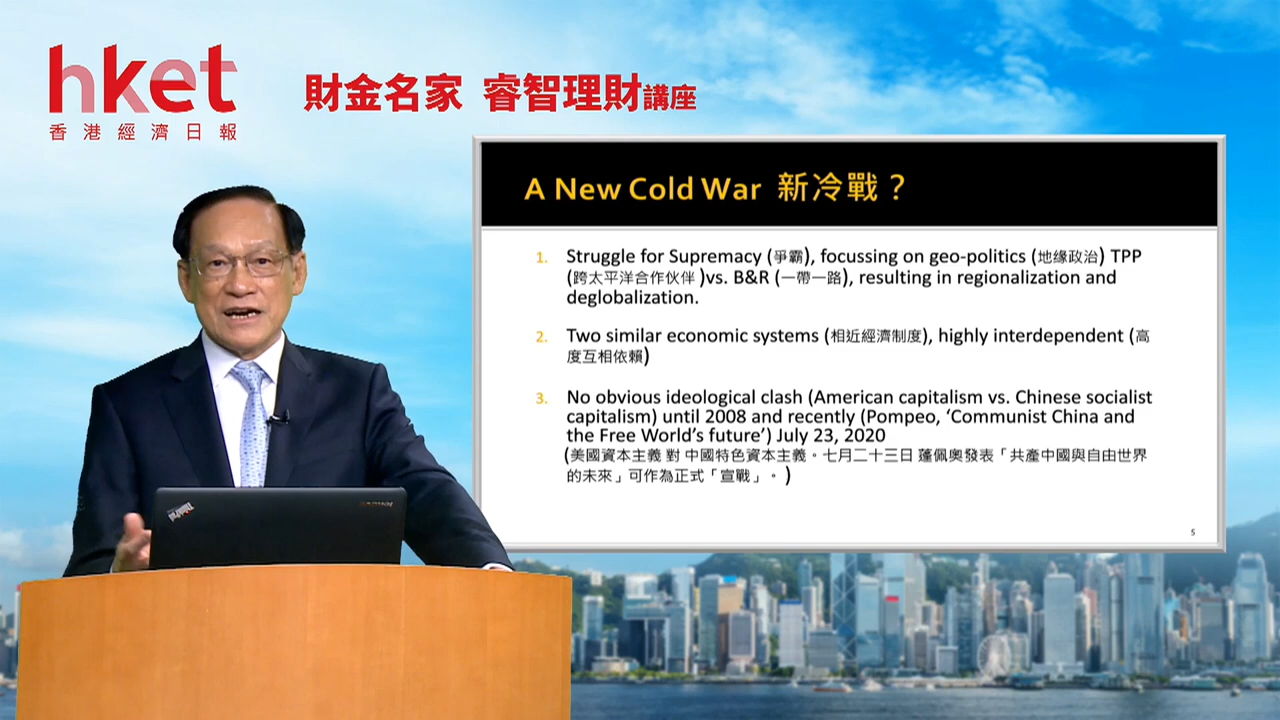 hket
香港經濟日報
財金名家 睿智理財講座
A New Cold War 新冷戰？
1. Struggle for Supremacy (爭霸), focussing on geo-politics (地缘政治) TPP
(跨太平洋合作伙伴 )vs. B&R (一帶一路), resulting in regionalization and
deglobalization.
2. Two similar economic systems (相近經濟制度), highly interdependent (高
度互相依賴)
3. No obvious ideological clash (American capitalism vs. Chinese socialist
capitalism) until 2008 and recently (Pompeo, ‘Communist China and
the Free World’s future’) July 23, 2020
(美國資本主義 對 中國特色資本主義。七月二十三日 蓬佩奧發表「共產中國與自由世界
的未來」可作為正式「宣戰」。)
5
ThinkPad
lenovo